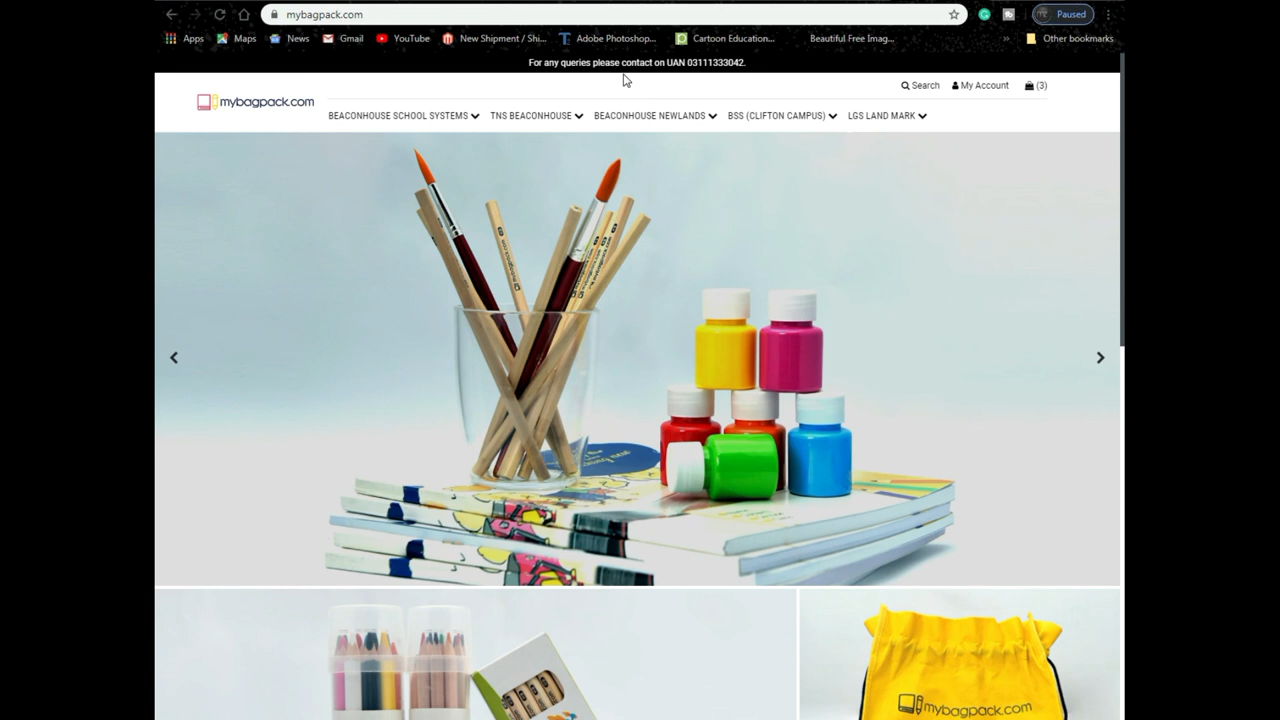 mybagpack.com
Paused
Apps
Maps
News
Gmail
YouTube
New Shipment / Shi...
Adobe Photoshop...
Cartoon Education...
Beautiful Free Imag...
»
Other bookmarks
For any queries please contact on UAN 03111333042.
Search
My Account
(3)
mybagpack.com
BEACONHOUSE SCHOOL SYSTEMS
TNS BEACONHOUSE
BEACONHOUSE NEWLANDS
BSS (CLIFTON CAMPUS)
LGS LAND MARK
mybagpack.com